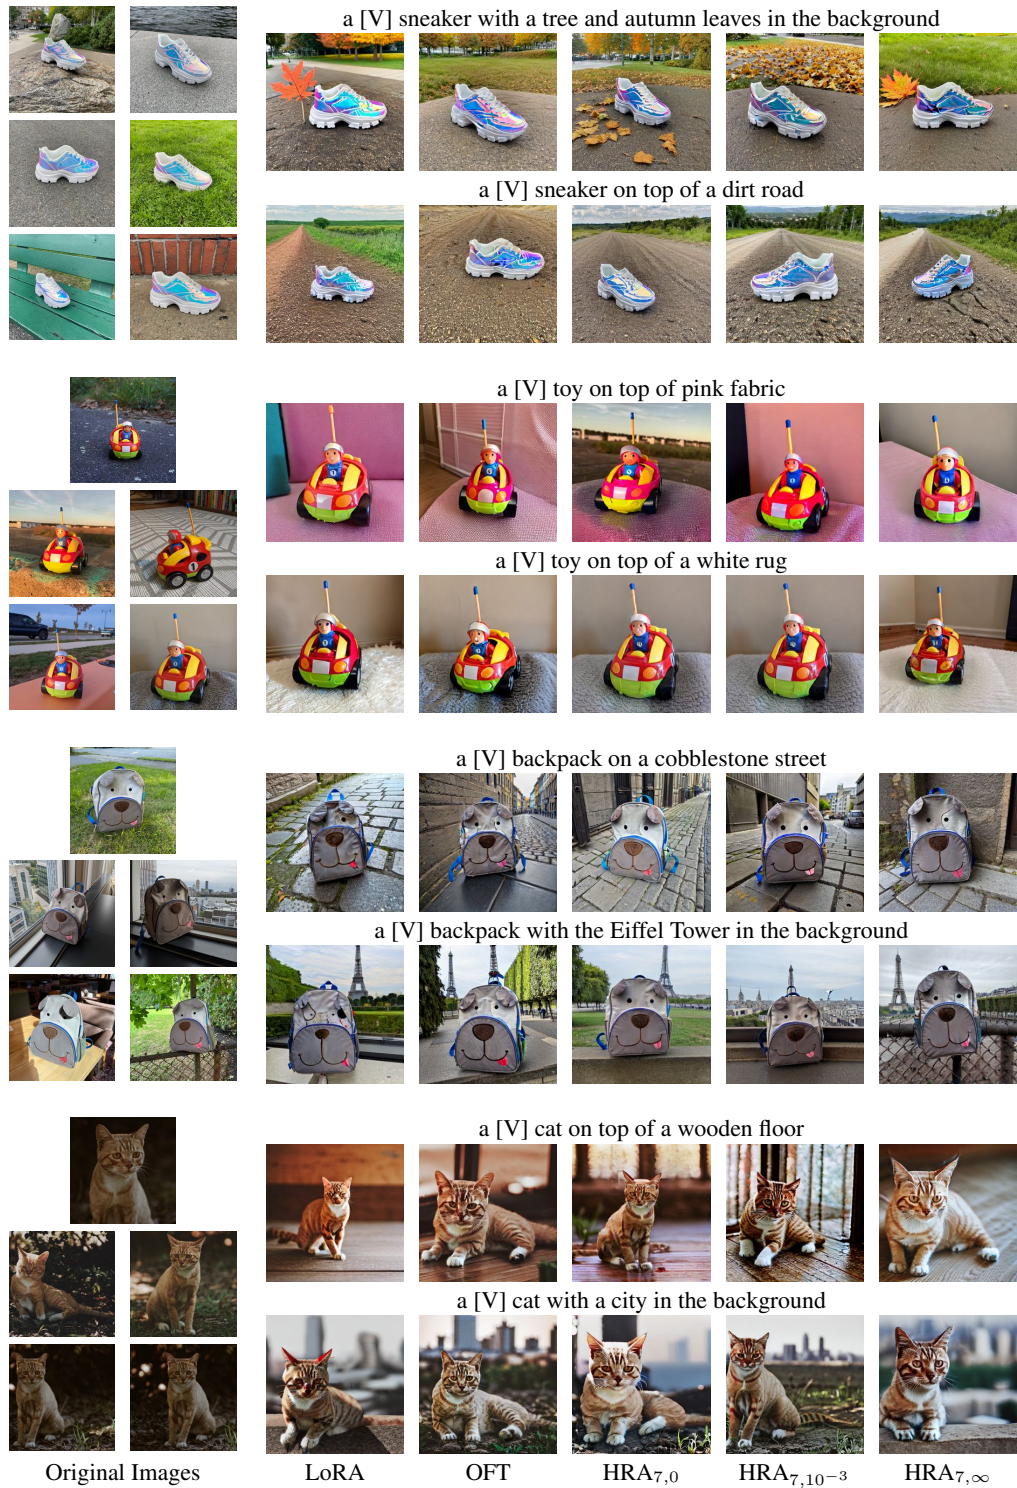 a [V] sneaker with a tree and autumn leaves in the background
a [V] sneaker on top of a dirt road
a [V] toy on top of pink fabric
a [V] toy on top of a white rug
a [V] backpack on a cobblestone street
a [V] backpack with the Eiffel Tower in the background
a [V] cat on top of a wooden floor
a [V] cat with a city in the background
Original Images LoRA OFT HRA₇,₀ HRA₇,₁₀₋₃ HRA₇,∞